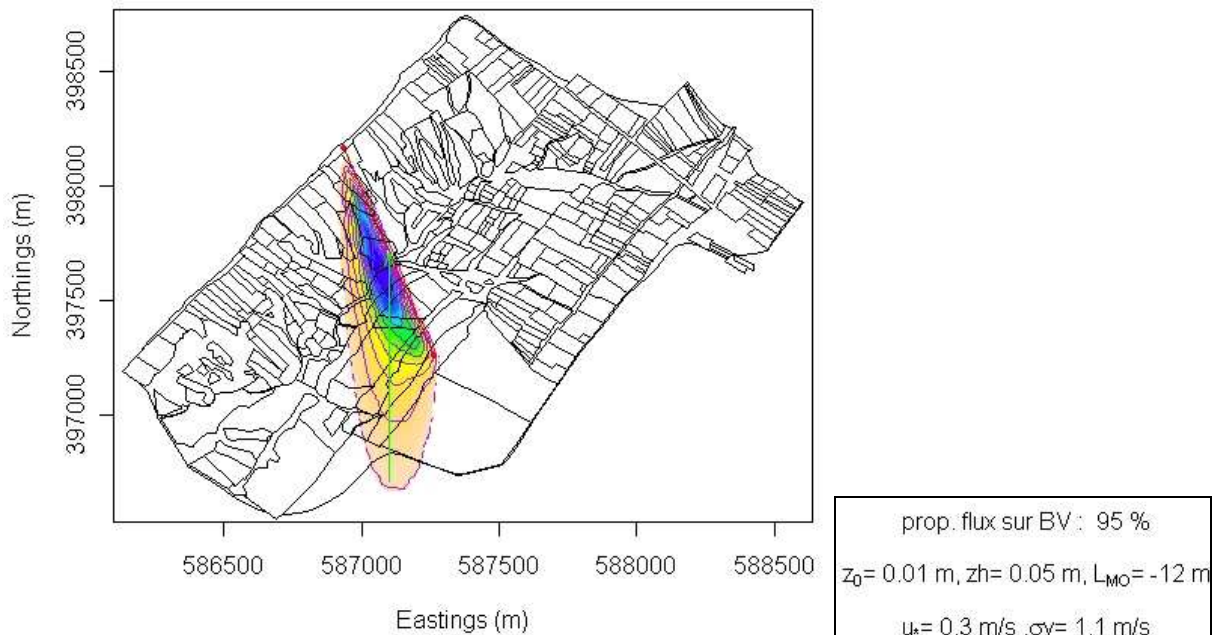 398500
398000
397500
397000
Northings (m)
586500 587000 587500 588000 588500
Eastings (m)
prop. flux sur BV : 95 %
z₀= 0.01 m, zh= 0.05 m, L_MO= -12 m
u*= 0.3 m/s ,σv= 1.1 m/s